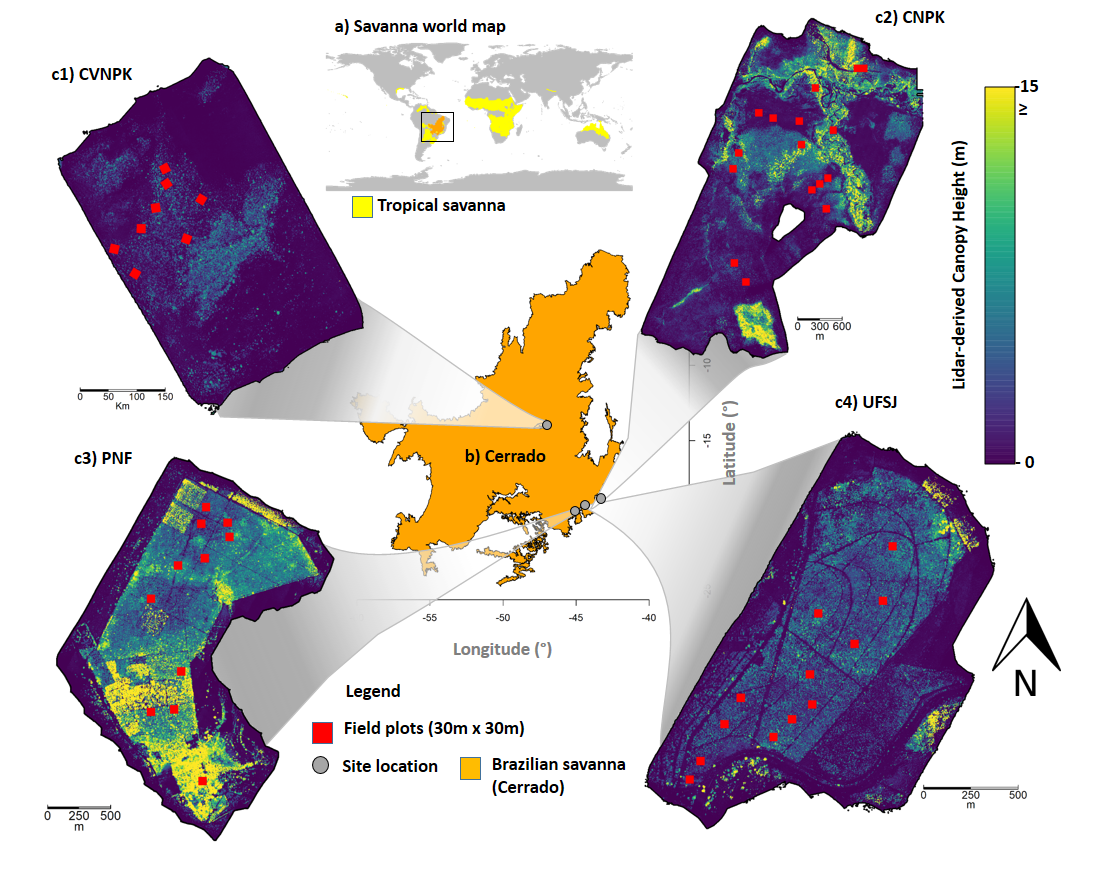 a) Savanna world map
Tropical savanna
c1) CVNPK
0 50 100 150
Km
c2) CNPK
0 300 600
m
15
≥
0
Lidar-derived Canopy Height (m)
b) Cerrado
-10
-15
Latitude (°)
-55 -50 -45 -40
Longitude (°)
c3) PNF
0 250 500
m
c4) UFSJ
0 250 500
m
N
Legend
Field plots (30m x 30m)
Site location
Brazilian savanna
(Cerrado)